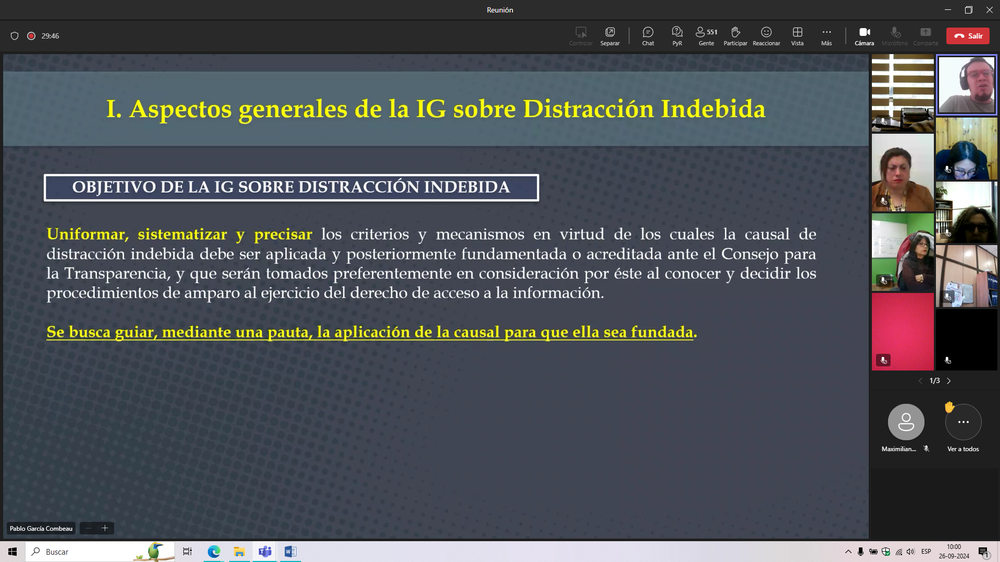 Reunión
29:46
Controlar
Separar
Chat
PyR
551
Gente
Participar
Reaccionar
Vista
Más
Cámara
Micrófono
Comparte
Salir
I. Aspectos generales de la IG sobre Distracción Indebida
OBJETIVO DE LA IG SOBRE DISTRACCIÓN INDEBIDA
Uniformar, sistematizar y precisar los criterios y mecanismos en virtud de los cuales la causal de
distracción indebida debe ser aplicada y posteriormente fundamentada o acreditada ante el Consejo para
la Transparencia, y que serán tomados preferentemente en consideración por éste al conocer y decidir los
procedimientos de amparo al ejercicio del derecho de acceso a la información.
Se busca guiar, mediante una pauta, la aplicación de la causal para que ella sea fundada.
1/3
Maximilian...
Ver a todos
Pablo García Combeau
Buscar
ESP
10:00
26-09-2024
1